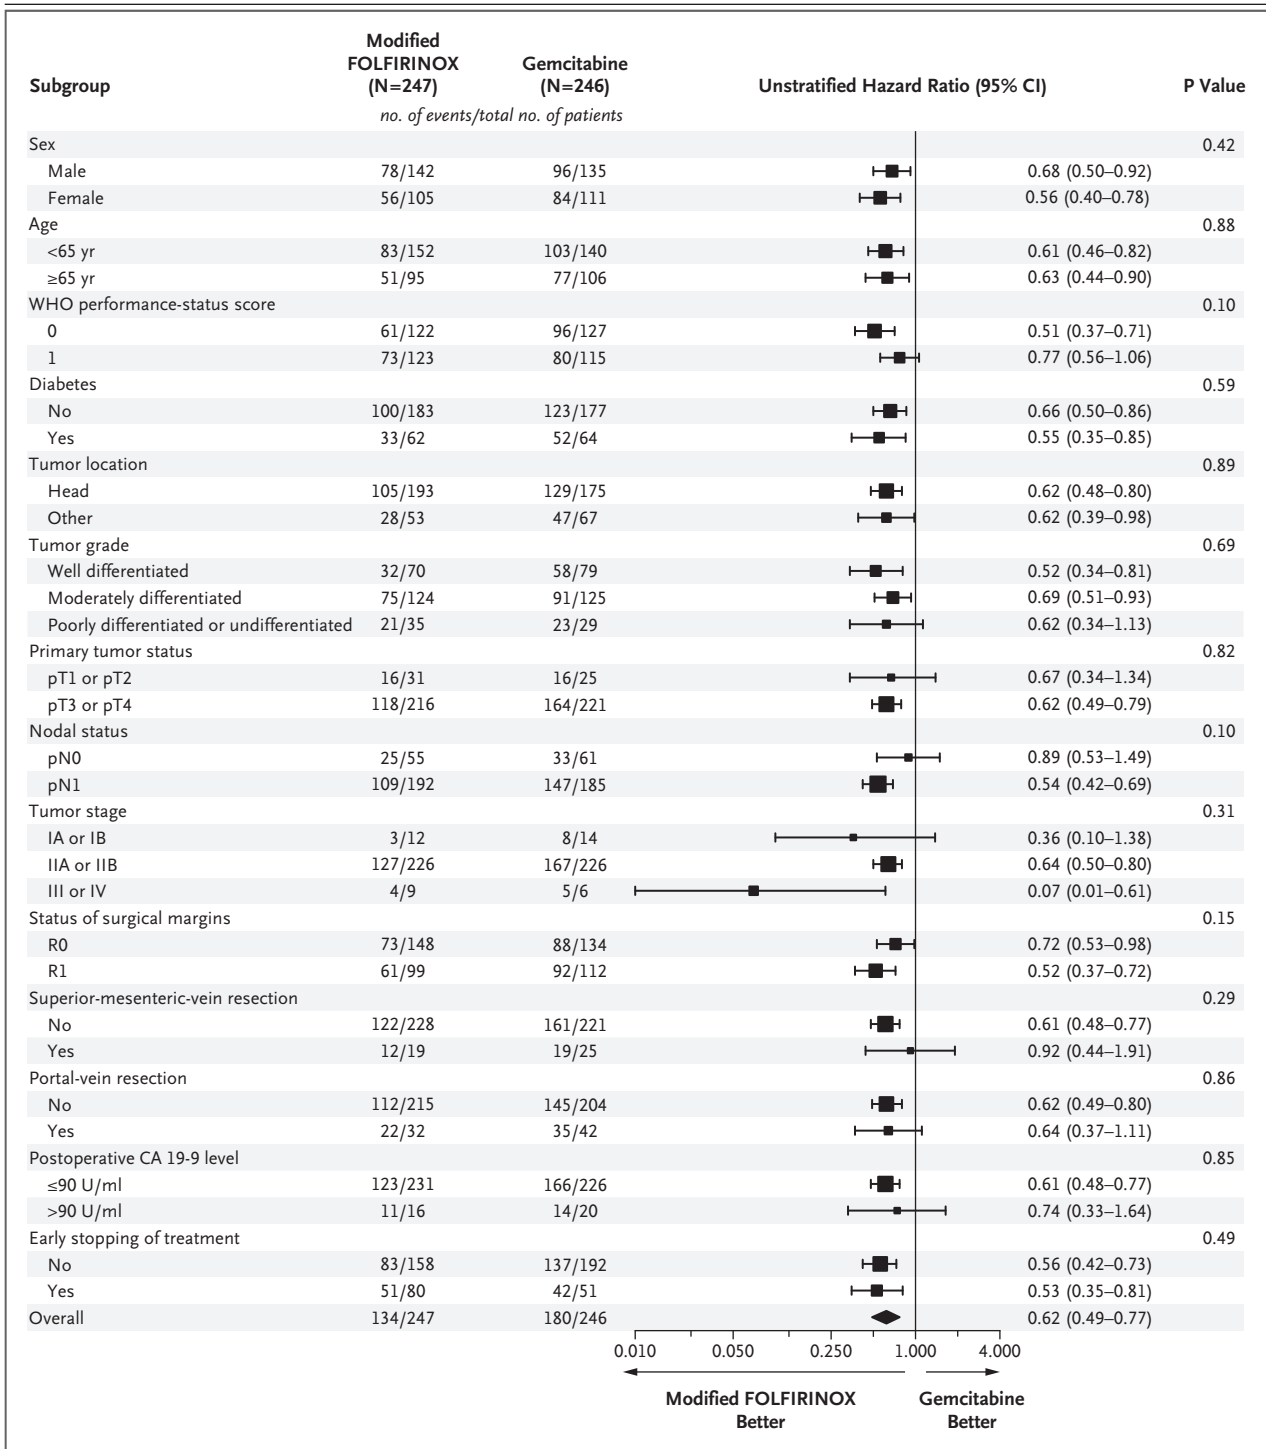 Modified
FOLFIRINOX
(N=247)
Gemcitabine
(N=246)
Subgroup
Unstratified Hazard Ratio (95% CI)
P Value
no. of events/total no. of patients
Sex 0.42
Male 78/142 96/135 0.68 (0.50–0.92)
Female 56/105 84/111 0.56 (0.40–0.78)
Age 0.88
<65 yr 83/152 103/140 0.61 (0.46–0.82)
≥65 yr 51/95 77/106 0.63 (0.44–0.90)
WHO performance-status score 0.10
0 61/122 96/127 0.51 (0.37–0.71)
1 73/123 80/115 0.77 (0.56–1.06)
Diabetes 0.59
No 100/183 123/177 0.66 (0.50–0.86)
Yes 33/62 52/64 0.55 (0.35–0.85)
Tumor location 0.89
Head 105/193 129/175 0.62 (0.48–0.80)
Other 28/53 47/67 0.62 (0.39–0.98)
Tumor grade 0.69
Well differentiated 32/70 58/79 0.52 (0.34–0.81)
Moderately differentiated 75/124 91/125 0.69 (0.51–0.93)
Poorly differentiated or undifferentiated 21/35 23/29 0.62 (0.34–1.13)
Primary tumor status 0.82
pT1 or pT2 16/31 16/25 0.67 (0.34–1.34)
pT3 or pT4 118/216 164/221 0.62 (0.49–0.79)
Nodal status 0.10
pN0 25/55 33/61 0.89 (0.53–1.49)
pN1 109/192 147/185 0.54 (0.42–0.69)
Tumor stage 0.31
IA or IB 3/12 8/14 0.36 (0.10–1.38)
IIA or IIB 127/226 167/226 0.64 (0.50–0.80)
III or IV 4/9 5/6 0.07 (0.01–0.61)
Status of surgical margins 0.15
R0 73/148 88/134 0.72 (0.53–0.98)
R1 61/99 92/112 0.52 (0.37–0.72)
Superior-mesenteric-vein resection 0.29
No 122/228 161/221 0.61 (0.48–0.77)
Yes 12/19 19/25 0.92 (0.44–1.91)
Portal-vein resection 0.86
No 112/215 145/204 0.62 (0.49–0.80)
Yes 22/32 35/42 0.64 (0.37–1.11)
Postoperative CA 19-9 level 0.85
≤90 U/ml 123/231 166/226 0.61 (0.48–0.77)
>90 U/ml 11/16 14/20 0.74 (0.33–1.64)
Early stopping of treatment 0.49
No 83/158 137/192 0.56 (0.42–0.73)
Yes 51/80 42/51 0.53 (0.35–0.81)
Overall 134/247 180/246 0.62 (0.49–0.77)
0.010 0.050 0.250 1.000 4.000
Modified FOLFIRINOX
Better
Gemcitabine
Better